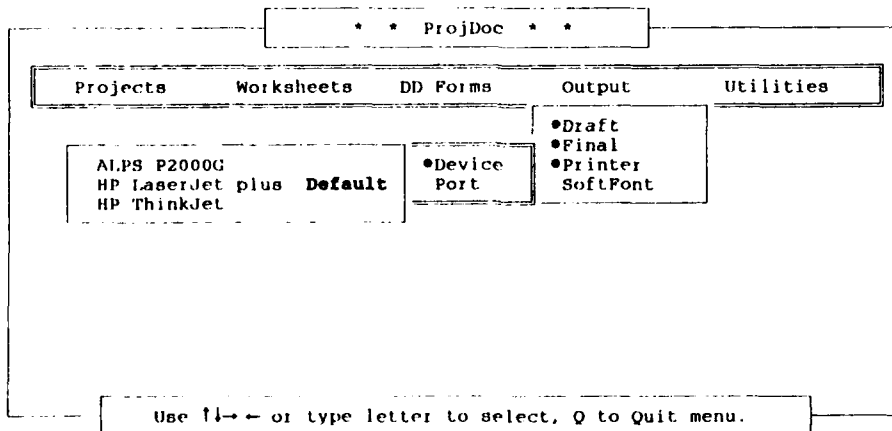 * * ProjDoc * *
Projects Worksheets DD Forms Output Utilities
•Draft
•Final
•Printer
SoftFont
•Device
Port
ALPS P2000G
HP LaserJet plus Default
HP ThinkJet
Use ↑↓→← or type letter to select, Q to Quit menu.